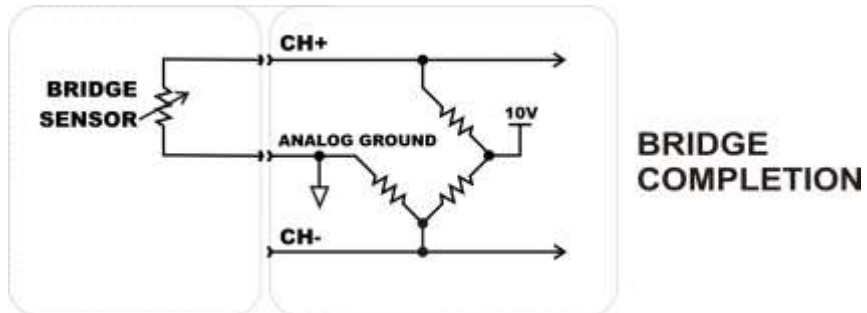 CH+
BRIDGE
SENSOR
10V
ANALOG GROUND
BRIDGE
COMPLETION
CH-